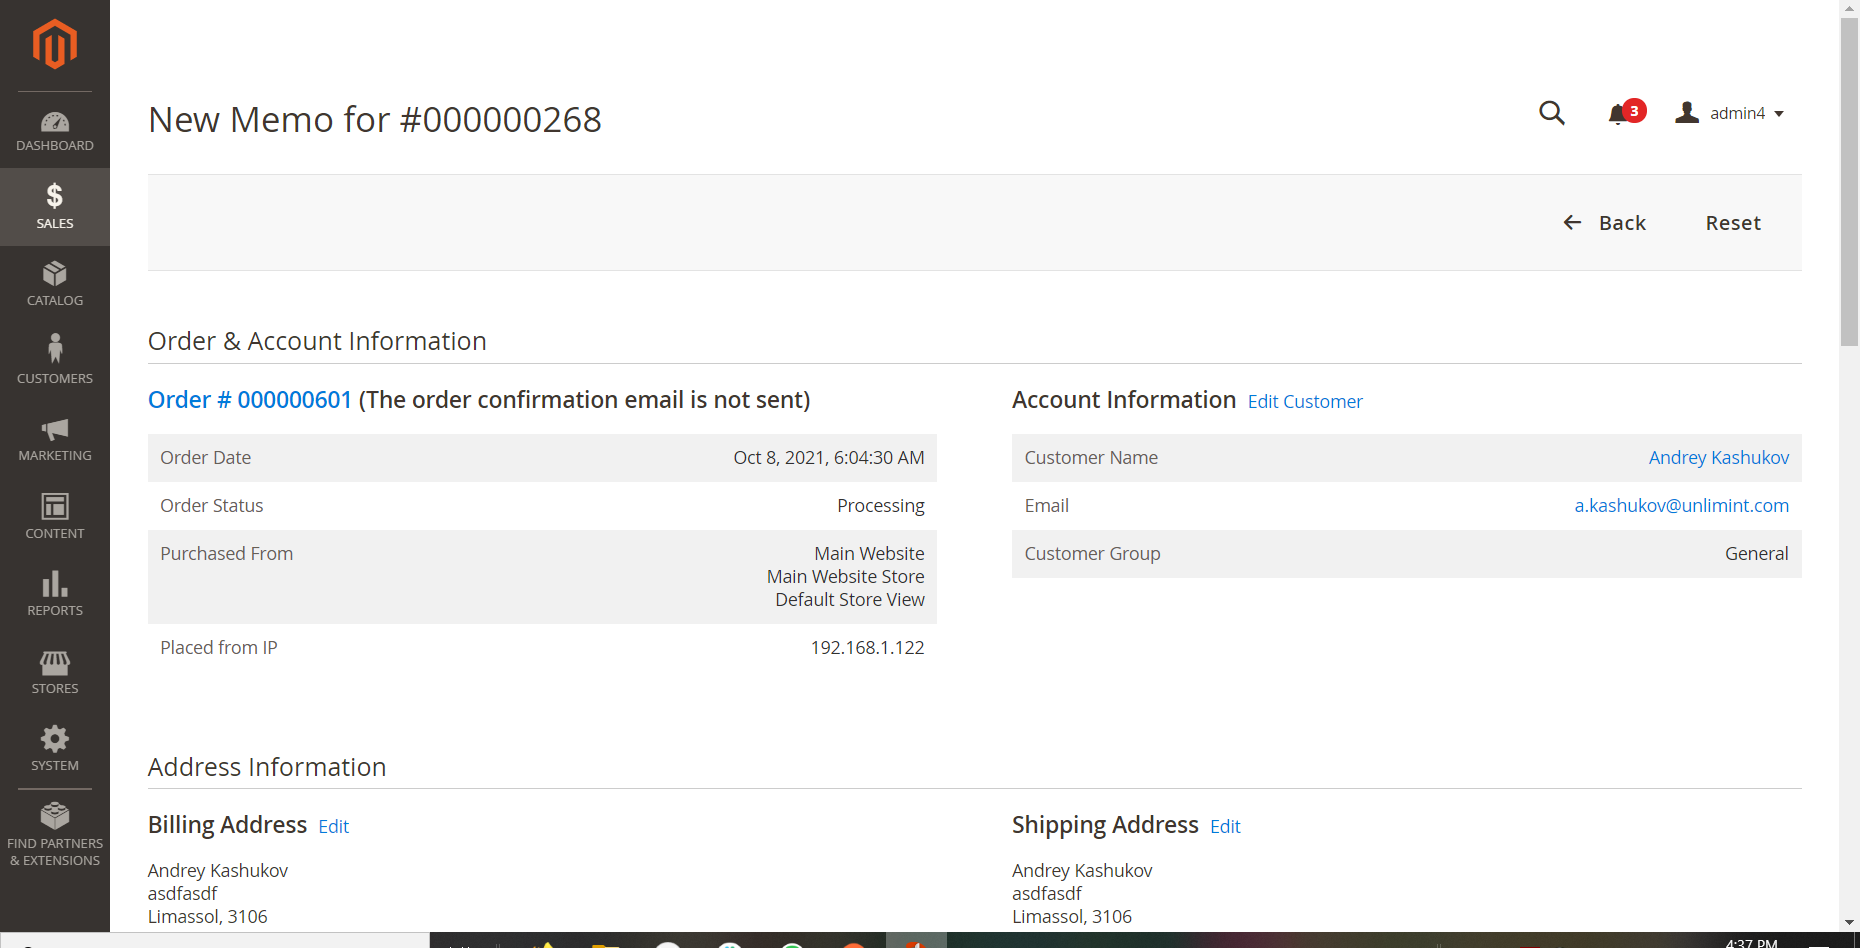 New Memo for #000000268
3
admin4
DASHBOARD
SALES
CATALOG
CUSTOMERS
MARKETING
CONTENT
REPORTS
STORES
SYSTEM
FIND PARTNERS
& EXTENSIONS
Back
Reset
Order & Account Information
Order # 000000601 (The order confirmation email is not sent)
Order Date Oct 8, 2021, 6:04:30 AM
Order Status Processing
Purchased From Main Website
Main Website Store
Default Store View
Placed from IP 192.168.1.122
Account Information Edit Customer
Customer Name Andrey Kashukov
Email a.kashukov@unlimint.com
Customer Group General
Address Information
Billing Address Edit
Andrey Kashukov
asdfasdf
Limassol, 3106
Shipping Address Edit
Andrey Kashukov
asdfasdf
Limassol, 3106
4:37 PM